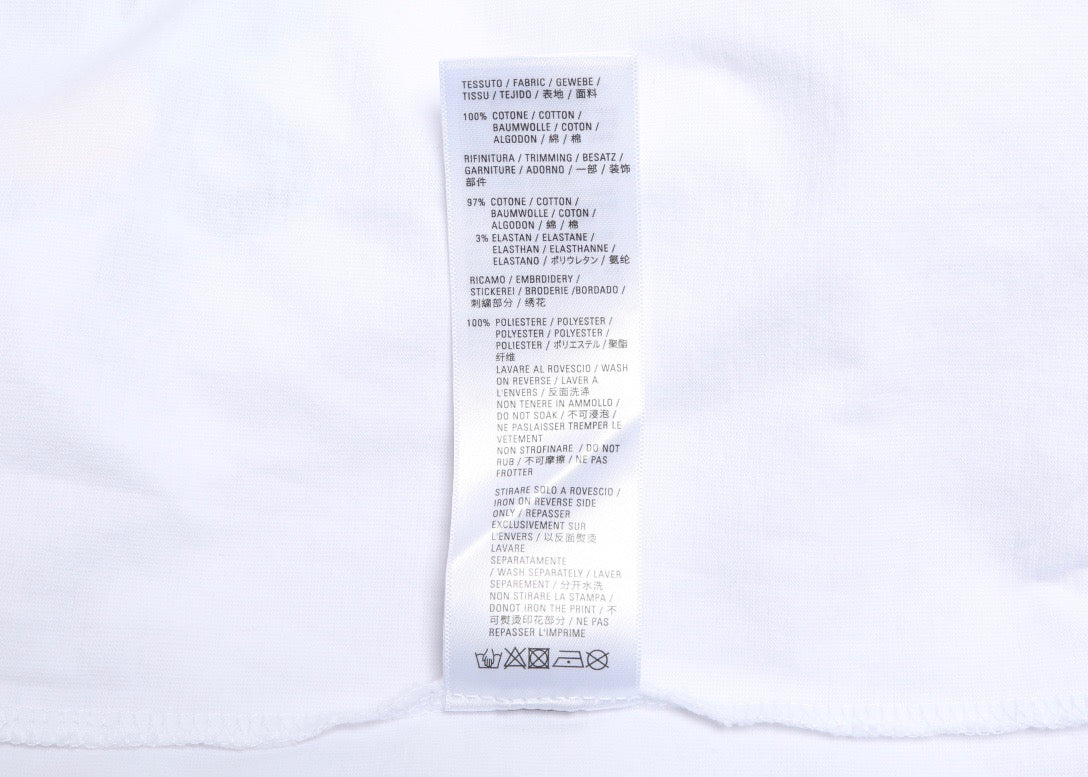 TESSUTO / FABRIC / GEWEBE /
TISSU / TEJIDO / 表地 / 面料
100% COTONE / COTTON /
BAUMWOLLE / COTON /
ALGODON / 綿 / 棉
RIFINITURA / TRIMMING / BESATZ /
GARNITURE / ADORNO / 一部 / 装饰
部件
97% COTONE / COTTON /
BAUMWOLLE / COTON /
ALGODON / 綿 / 棉
3% ELASTAN / ELASTANE /
ELASTHAN / ELASTHANNE /
ELASTANO / ポリウレタン / 氨纶
RICAMO / EMBRDIDERY /
STICKEREI / BRODERIE /BORDADO /
刺繍部分 / 绣花
100% POLIESTERE / POLYESTER /
POLYESTER / POLYESTER /
POLIESTER / ポリエステル / 聚酯
纤维
LAVARE AL ROVESCIO / WASH
ON REVERSE / LAVER A
L'ENVERS / 反面洗涤
NON TENERE IN AMMOLLO /
DO NOT SOAK / 不可浸泡 /
NE PASLAISSER TREMPER LE
VETEMENT
NON STROFINARE / DO NOT
RUB / 不可摩擦 / NE PAS
FROTTER
STIRARE SOLO A ROVESCIO /
IRON ON REVERSE SIDE
ONLY / REPASSER
EXCLUSIVEMENT SUR
L'ENVERS / 以反面熨烫
LAVARE
SEPARATAMENTE
/ WASH SEPARATELY / LAVER
SEPAREMENT / 分开水洗
NON STIRARE LA STAMPA /
DONOT IRON THE PRINT / 不
可熨烫印花部分 / NE PAS
REPASSER L'IMPRIME